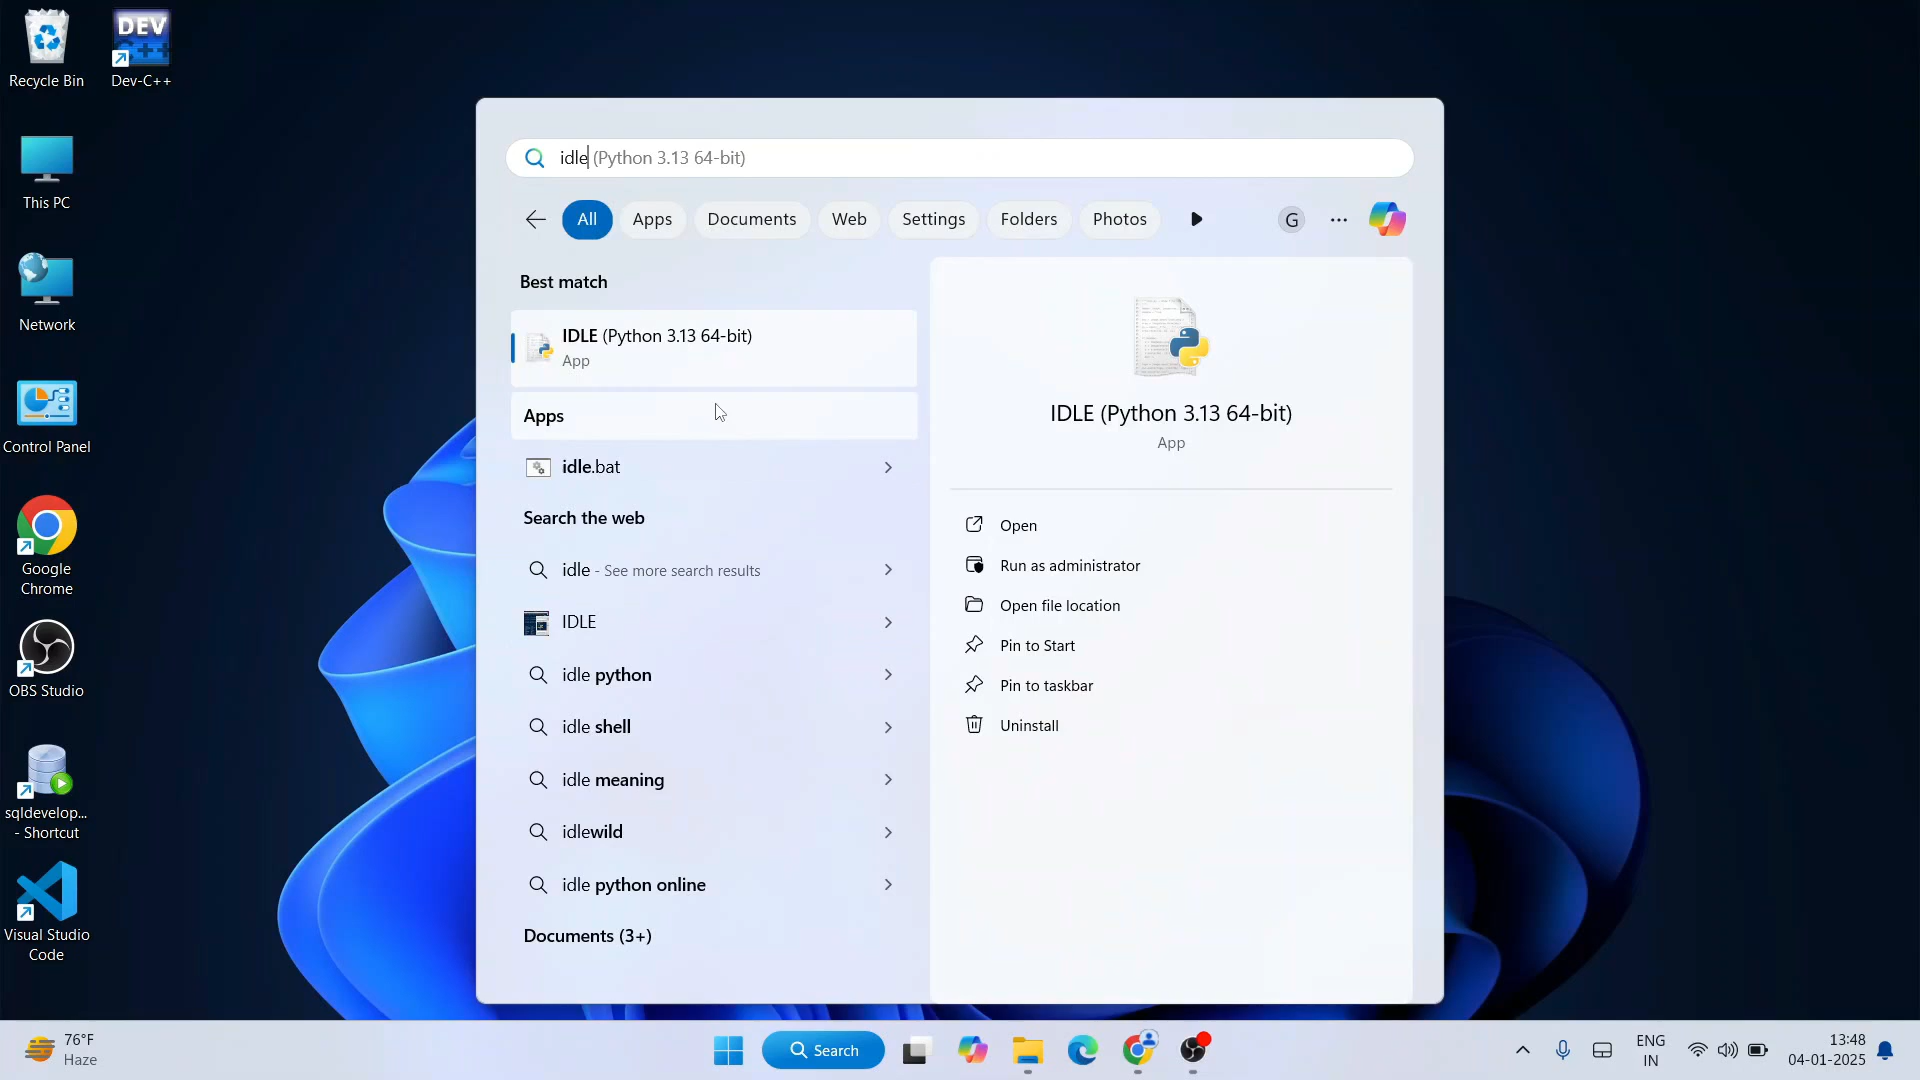 Recycle Bin
DEV
Dev-C++
This PC
Network
Control Panel
Google
Chrome
OBS Studio
sqldevelop...
- Shortcut
Visual Studio
Code
idle (Python 3.13 64-bit)
All
Apps
Documents
Web
Settings
Folders
Photos
G
Best match
IDLE (Python 3.13 64-bit)
App
Apps
idle.bat
Search the web
idle - See more search results
IDLE
idle python
idle shell
idle meaning
idlewild
idle python online
Documents (3+)
IDLE (Python 3.13 64-bit)
App
Open
Run as administrator
Open file location
Pin to Start
Pin to taskbar
Uninstall
76°F
Haze
Search
ENG
IN
13:48
04-01-2025